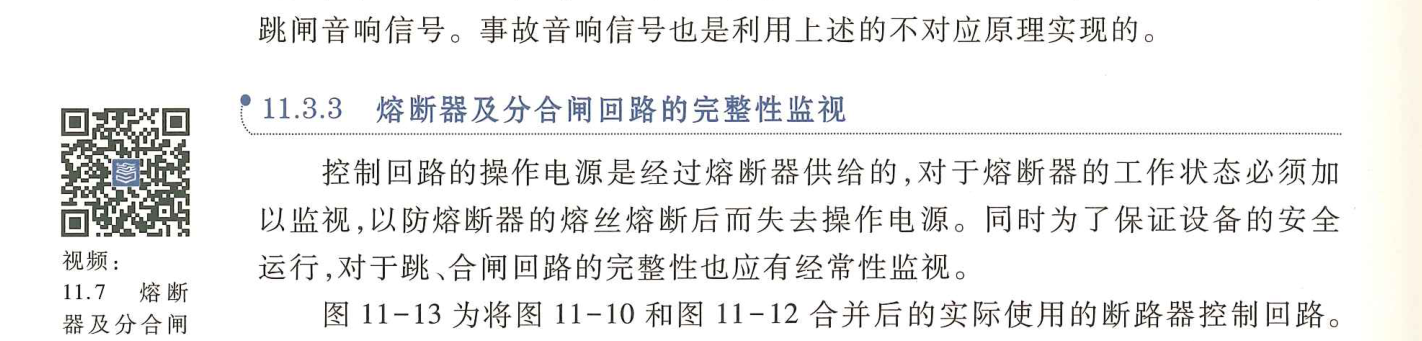 跳闸音响信号。事故音响信号也是利用上述的不对应原理实现的。
11.3.3 熔断器及分合闸回路的完整性监视
控制回路的操作电源是经过熔断器供给的,对于熔断器的工作状态必须加
以监视,以防熔断器的熔丝熔断后而失去操作电源。同时为了保证设备的安全
运行,对于跳、合闸回路的完整性也应有经常性监视。
图 11-13 为将图 11-10 和图 11-12 合并后的实际使用的断路器控制回路。
视频：
11.7 熔断
器及分合闸